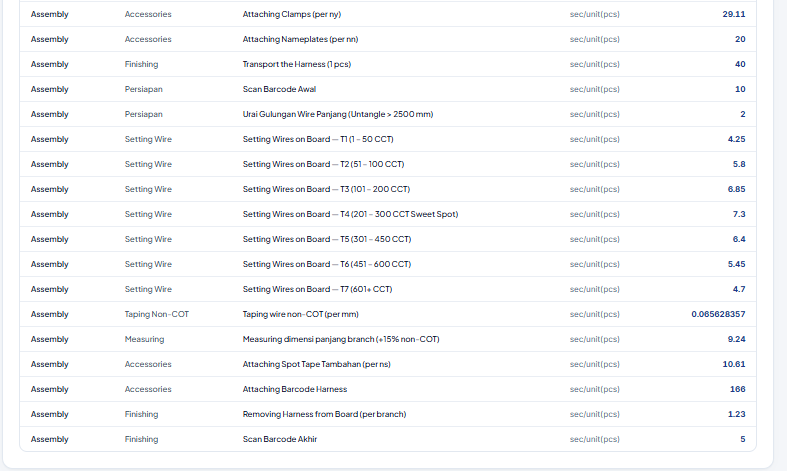 Assembly Accessories Attaching Clamps (per ny) sec/unit(pcs) 29.11
Assembly Accessories Attaching Nameplates (per nn) sec/unit(pcs) 20
Assembly Finishing Transport the Harness (1 pcs) sec/unit(pcs) 40
Assembly Persiapan Scan Barcode Awal sec/unit(pcs) 10
Assembly Persiapan Urai Gulungan Wire Panjang (Untangle > 2500 mm) sec/unit(pcs) 2
Assembly Setting Wire Setting Wires on Board — T1 (1 – 50 CCT) sec/unit(pcs) 4.25
Assembly Setting Wire Setting Wires on Board — T2 (51 – 100 CCT) sec/unit(pcs) 5.8
Assembly Setting Wire Setting Wires on Board — T3 (101 – 200 CCT) sec/unit(pcs) 6.85
Assembly Setting Wire Setting Wires on Board — T4 (201 – 300 CCT Sweet Spot) sec/unit(pcs) 7.3
Assembly Setting Wire Setting Wires on Board — T5 (301 – 450 CCT) sec/unit(pcs) 6.4
Assembly Setting Wire Setting Wires on Board — T6 (451 – 600 CCT) sec/unit(pcs) 5.45
Assembly Setting Wire Setting Wires on Board — T7 (601+ CCT) sec/unit(pcs) 4.7
Assembly Taping Non-COT Taping wire non-COT (per mm) sec/unit(pcs) 0.065628357
Assembly Measuring Measuring dimensi panjang branch (+15% non-COT) sec/unit(pcs) 9.24
Assembly Accessories Attaching Spot Tape Tambahan (per ns) sec/unit(pcs) 10.61
Assembly Accessories Attaching Barcode Harness sec/unit(pcs) 166
Assembly Finishing Removing Harness from Board (per branch) sec/unit(pcs) 1.23
Assembly Finishing Scan Barcode Akhir sec/unit(pcs) 5